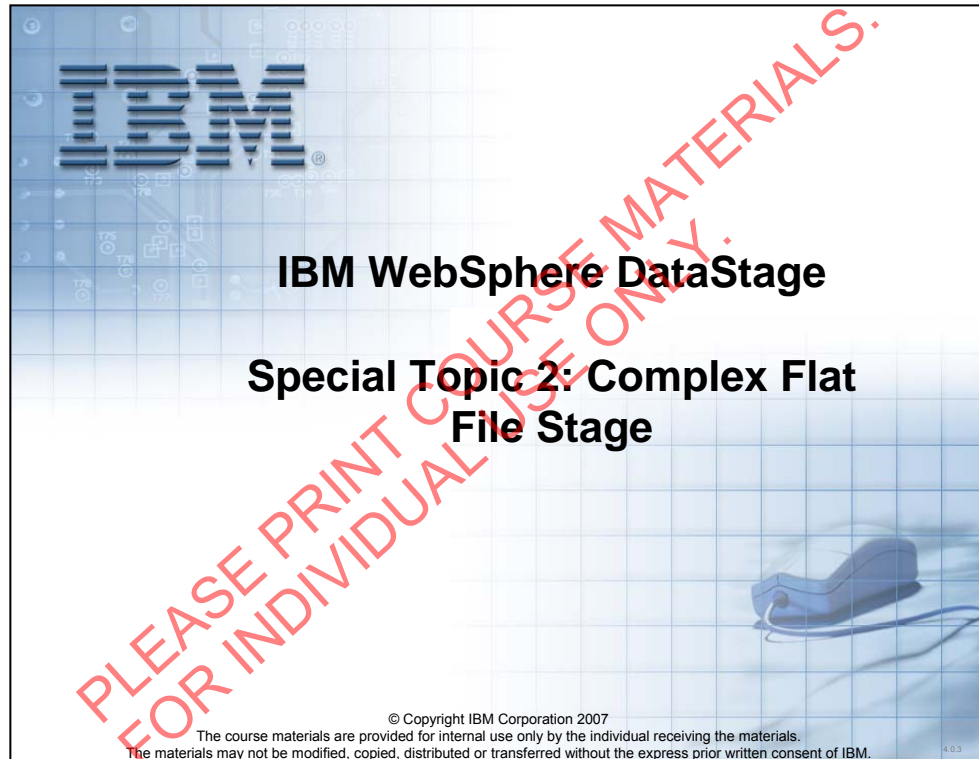 IBM®
IBM WebSphere DataStage
Special Topic 2: Complex Flat
File Stage
PLEASE PRINT COURSE MATERIALS.
FOR INDIVIDUAL USE ONLY.
© Copyright IBM Corporation 2007
The course materials are provided for internal use only by the individual receiving the materials.
The materials may not be modified, copied, distributed or transferred without the express prior written consent of IBM.
4.0.3